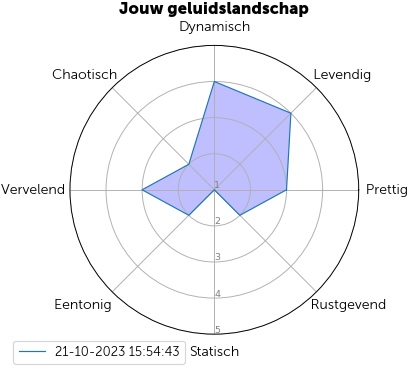 Jouw geluidslandschap
Dynamisch
Chaotisch
Levendig
Vervelend
Prettig
1
2
3
4
5
Eentonig
Rustgevend
Statisch
21-10-2023 15:54:43